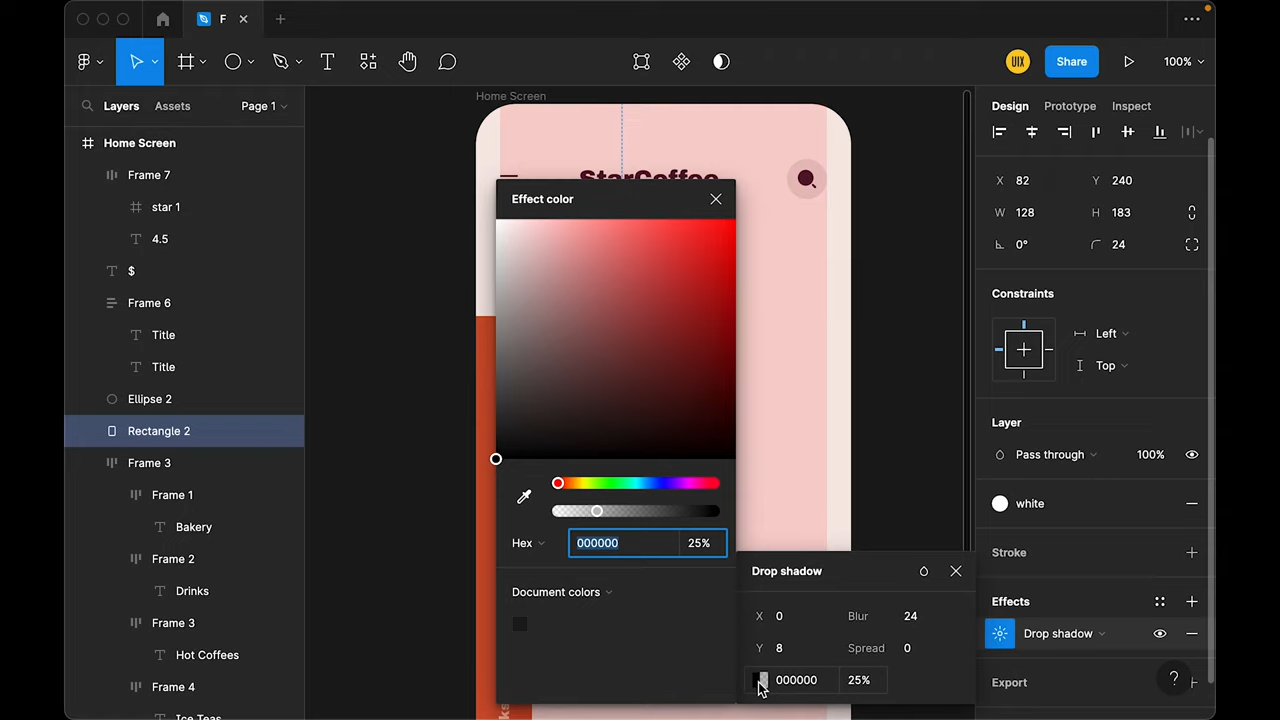 F
UIX
Share
100%
Layers
Assets
Page 1
Home Screen
Frame 7
star 1
4.5
$
Frame 6
Title
Title
Ellipse 2
Rectangle 2
Frame 3
Frame 1
Bakery
Frame 2
Drinks
Frame 3
Hot Coffees
Frame 4
Ice Teas
Home Screen
StarCoffee
Effect color
Hex
000000
25%
Document colors
Drop shadow
X 0
Blur 24
Y 8
Spread 0
000000 25%
Design
Prototype
Inspect
X 82
Y 240
W 128
H 183
0°
24
Constraints
Left
Top
Layer
Pass through
100%
white
Stroke
Effects
Drop shadow
Export
?